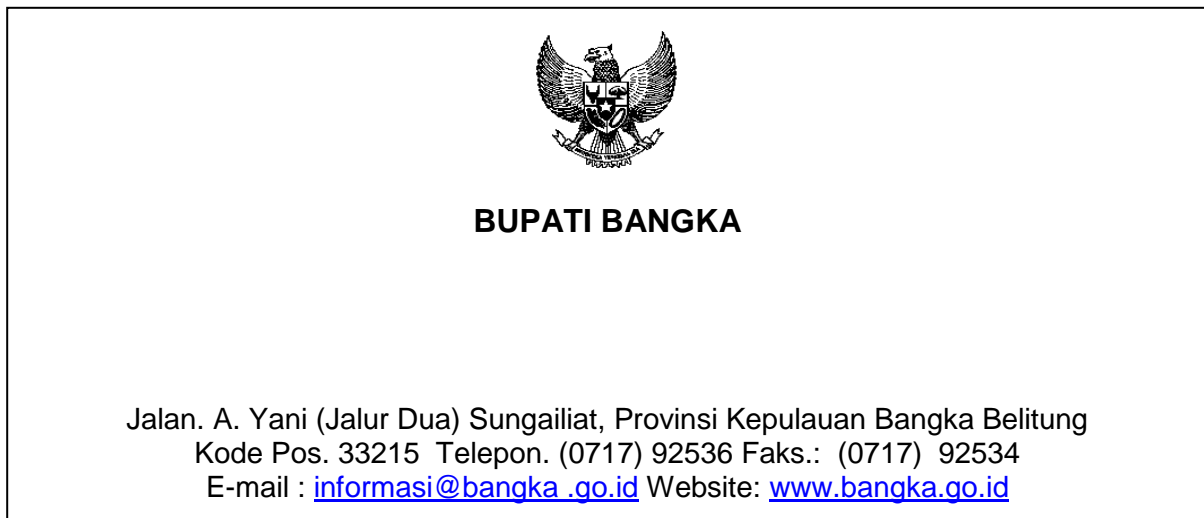 BUPATI BANGKA
Jalan. A. Yani (Jalur Dua) Sungailiat, Provinsi Kepulauan Bangka Belitung
Kode Pos. 33215  Telepon. (0717) 92536 Faks.:  (0717)  92534
E-mail : informasi@bangka .go.id Website: www.bangka.go.id